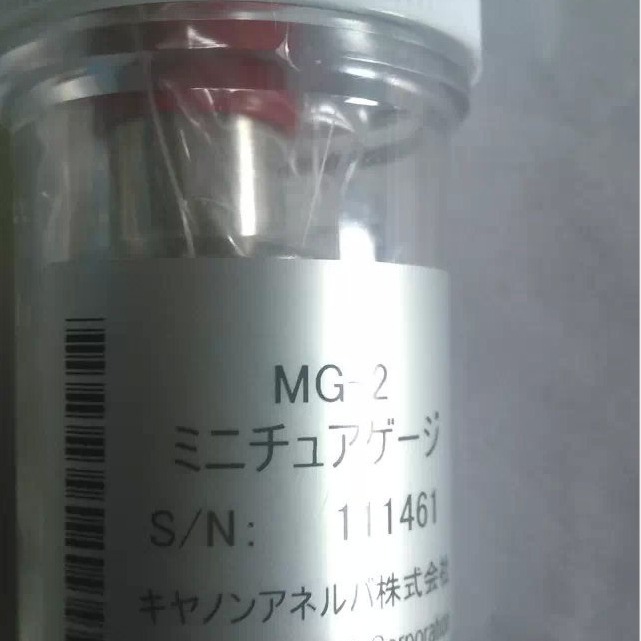 MG-2
ミニチュアゲージ
S/N: 111461
キヤノンアネルバ株式会社
Corporation